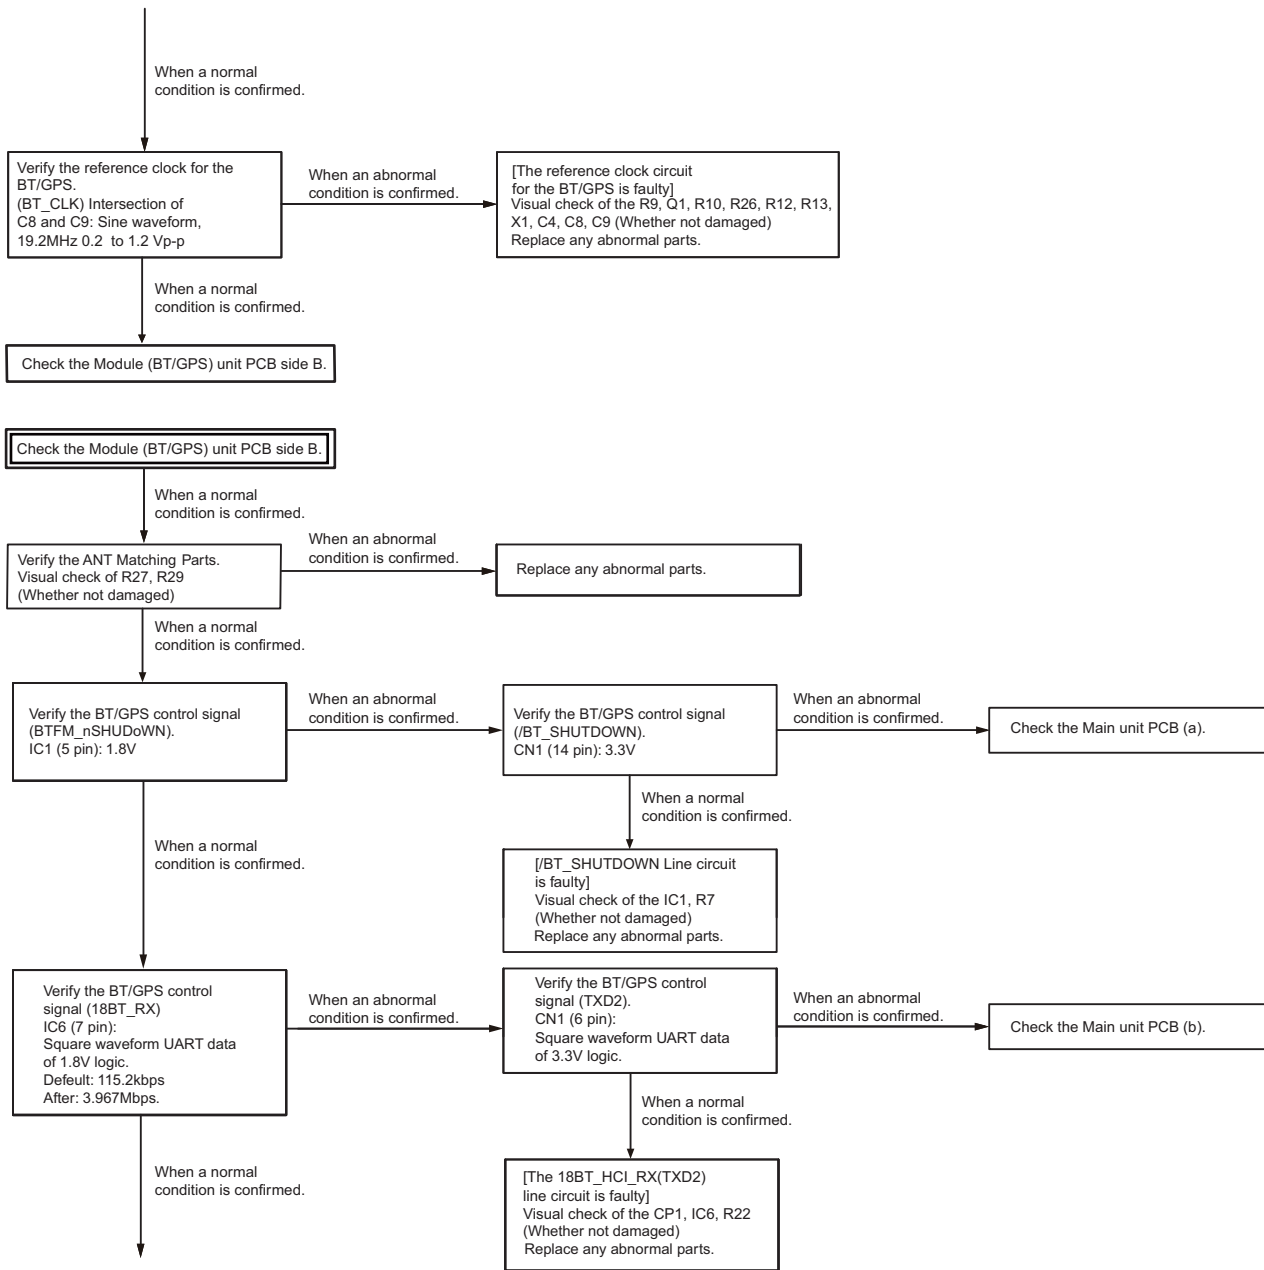 When a normal
condition is confirmed.
Verify the reference clock for the
BT/GPS.
(BT_CLK) Intersection of
C8 and C9: Sine waveform,
19.2MHz 0.2 to 1.2 Vp-p
When an abnormal
condition is confirmed.
[The reference clock circuit
for the BT/GPS is faulty]
Visual check of the R9, Q1, R10, R26, R12, R13,
X1, C4, C8, C9 (Whether not damaged)
Replace any abnormal parts.
When a normal
condition is confirmed.
Check the Module (BT/GPS) unit PCB side B.
Check the Module (BT/GPS) unit PCB side B.
When a normal
condition is confirmed.
Verify the ANT Matching Parts.
Visual check of R27, R29
(Whether not damaged)
When an abnormal
condition is confirmed.
Replace any abnormal parts.
When a normal
condition is confirmed.
Verify the BT/GPS control signal
(BTFM_nSHUDoWN).
IC1 (5 pin): 1.8V
When an abnormal
condition is confirmed.
Verify the BT/GPS control signal
(/BT_SHUTDOWN).
CN1 (14 pin): 3.3V
When an abnormal
condition is confirmed.
Check the Main unit PCB (a).
When a normal
condition is confirmed.
When a normal
condition is confirmed.
[/BT_SHUTDOWN Line circuit
is faulty]
Visual check of the IC1, R7
(Whether not damaged)
Replace any abnormal parts.
Verify the BT/GPS control
signal (18BT_RX)
IC6 (7 pin):
Square waveform UART data
of 1.8V logic.
Defeult: 115.2kbps
After: 3.967Mbps.
When an abnormal
condition is confirmed.
Verify the BT/GPS control
signal (TXD2).
CN1 (6 pin):
Square waveform UART data
of 3.3V logic.
When an abnormal
condition is confirmed.
Check the Main unit PCB (b).
When a normal
condition is confirmed.
When a normal
condition is confirmed.
[The 18BT_HCI_RX(TXD2)
line circuit is faulty]
Visual check of the CP1, IC6, R22
(Whether not damaged)
Replace any abnormal parts.